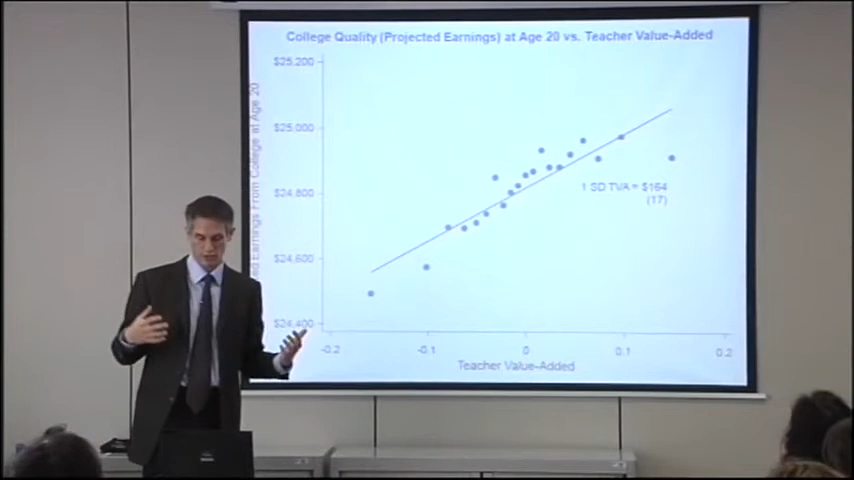 College Quality (Projected Earnings) at Age 20 vs. Teacher Value-Added
$25,200
$25,000
$24,800
$24,600
$24,400
Earnings From College at Age 20
1 SD TVA = $164
(17)
-0.2
-0.1
0
0.1
0.2
Teacher Value-Added